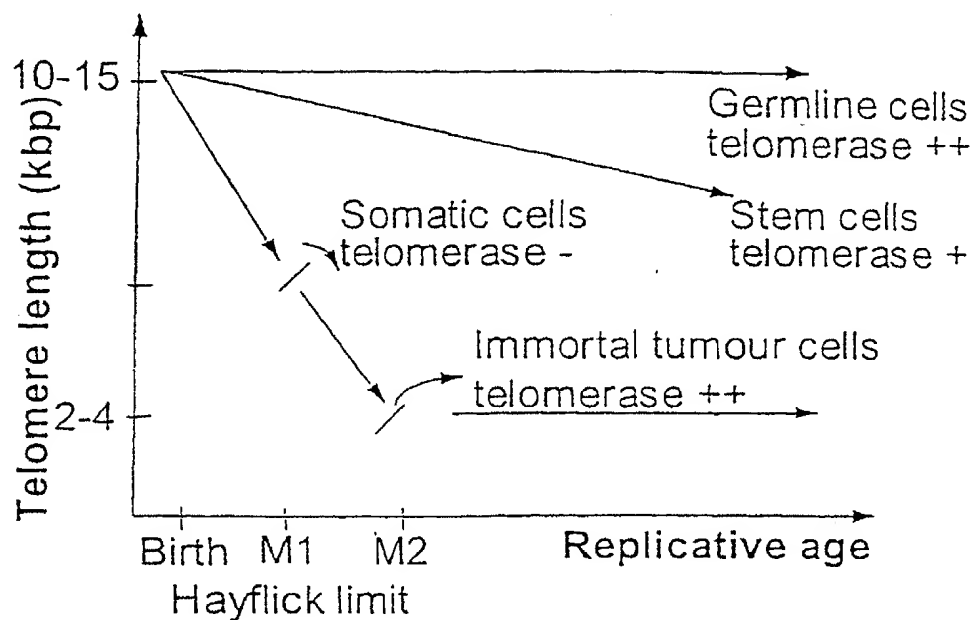 Telomere length (kbp)
10-15
2-4
Germline cells
telomerase ++
Stem cells
telomerase +
Somatic cells
telomerase -
Immortal tumour cells
telomerase ++
Birth M1 M2 Replicative age
Hayflick limit